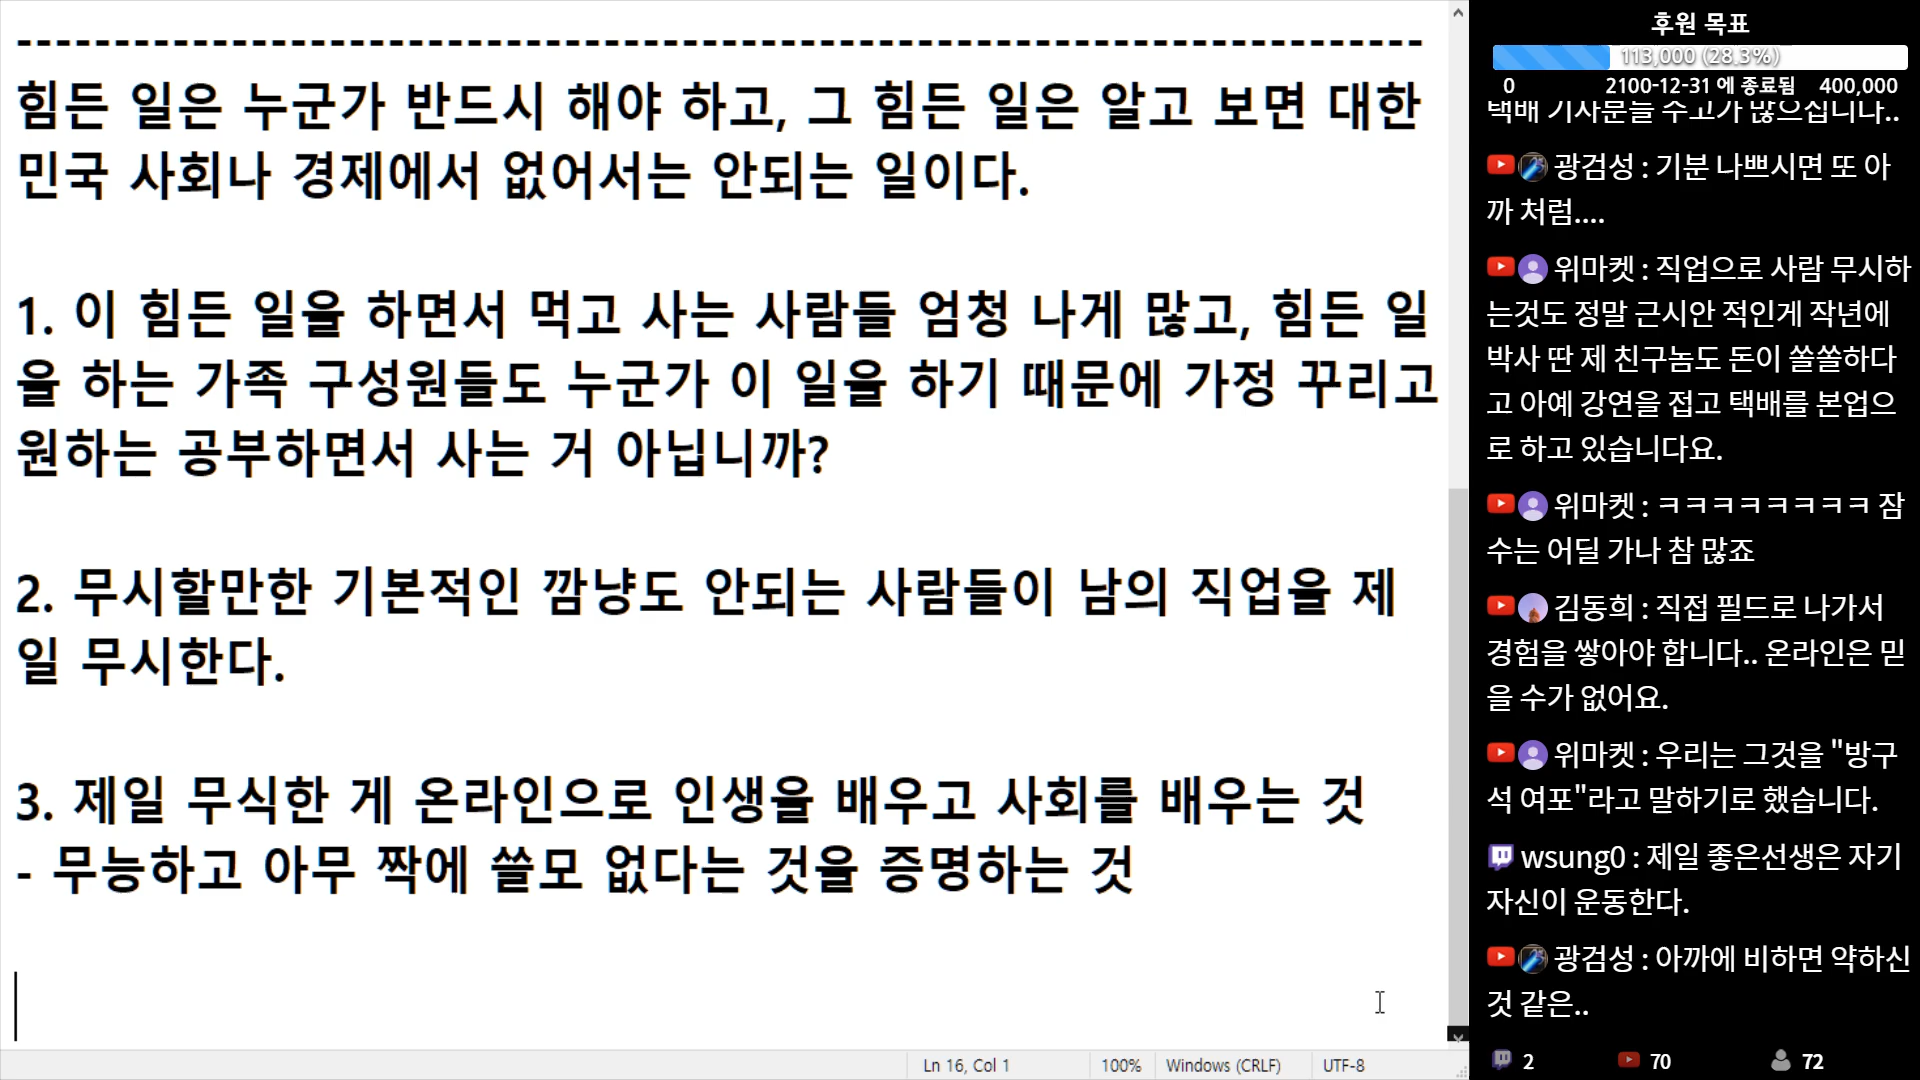 --------------------------------------------------------------------------
힘든 일은 누군가 반드시 해야 하고, 그 힘든 일은 알고 보면 대한
민국 사회나 경제에서 없어서는 안되는 일이다.
1. 이 힘든 일을 하면서 먹고 사는 사람들 엄청 나게 많고, 힘든 일
을 하는 가족 구성원들도 누군가 이 일을 하기 때문에 가정 꾸리고
원하는 공부하면서 사는 거 아닙니까?
2. 무시할만한 기본적인 깜냥도 안되는 사람들이 남의 직업을 제
일 무시한다.
3. 제일 무식한 게 온라인으로 인생을 배우고 사회를 배우는 것
- 무능하고 아무 짝에 쓸모 없다는 것을 증명하는 것
Ln 16, Col 1
100%
Windows (CRLF)
UTF-8
후원 목표
113,000 (28.3%)
0
2100-12-31 에 종료됨
400,000
택배 기사분들 수고가 많으십니다..
광검성 : 기분 나쁘시면 또 아
까 처럼....
위마켓 : 직업으로 사람 무시하
는것도 정말 근시안 적인게 작년에
박사 딴 제 친구놈도 돈이 쏠쏠하다
고 아예 강연을 접고 택배를 본업으
로 하고 있습니다요.
위마켓 : ㅋㅋㅋㅋㅋㅋㅋㅋ 잠
수는 어딜 가나 참 많죠
김동희 : 직접 필드로 나가서
경험을 쌓아야 합니다.. 온라인은 믿
을 수가 없어요.
위마켓 : 우리는 그것을 "방구
석 여포"라고 말하기로 했습니다.
wsung0 : 제일 좋은선생은 자기
자신이 운동한다.
광검성 : 아까에 비하면 약하신
것 같은..
2
70
72